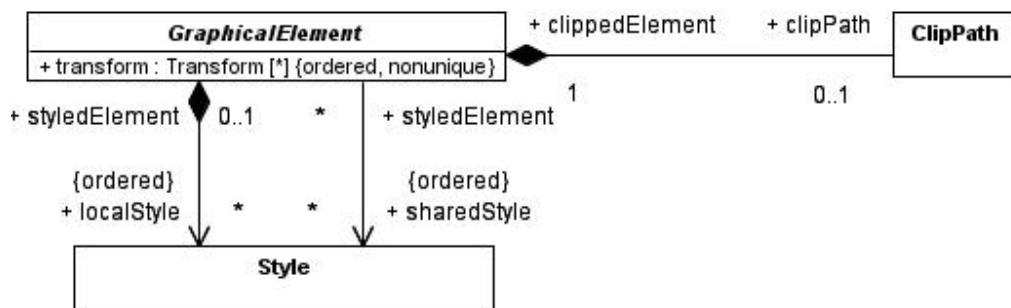 GraphicalElement
+ transform : Transform [*] {ordered, nonunique}
+ clippedElement
+ clipPath
ClipPath
1
0..1
+ styledElement
0..1
*
+ styledElement
{ordered}
+ localStyle
*
*
{ordered}
+ sharedStyle
Style